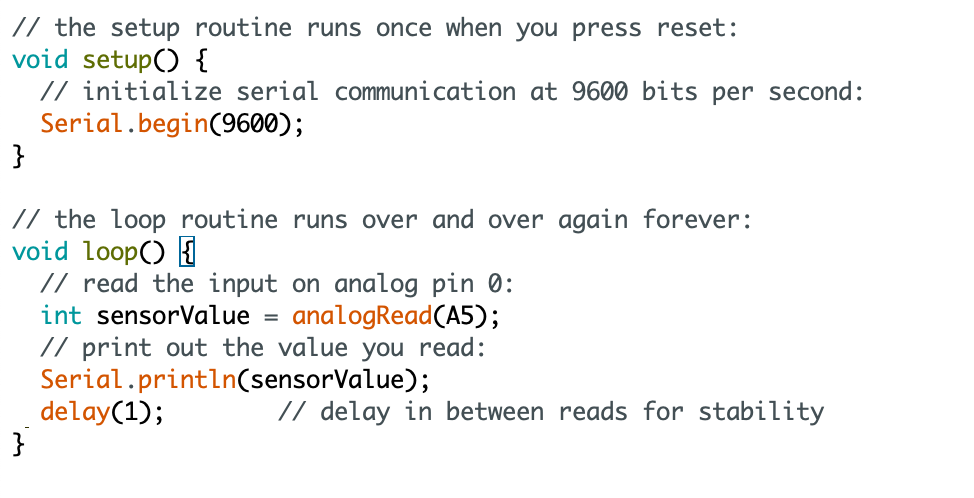 // the setup routine runs once when you press reset:
void setup() {
  // initialize serial communication at 9600 bits per second:
  Serial.begin(9600);
}

// the loop routine runs over and over again forever:
void loop() {
  // read the input on analog pin 0:
  int sensorValue = analogRead(A5);
  // print out the value you read:
  Serial.println(sensorValue);
  delay(1);        // delay in between reads for stability
}